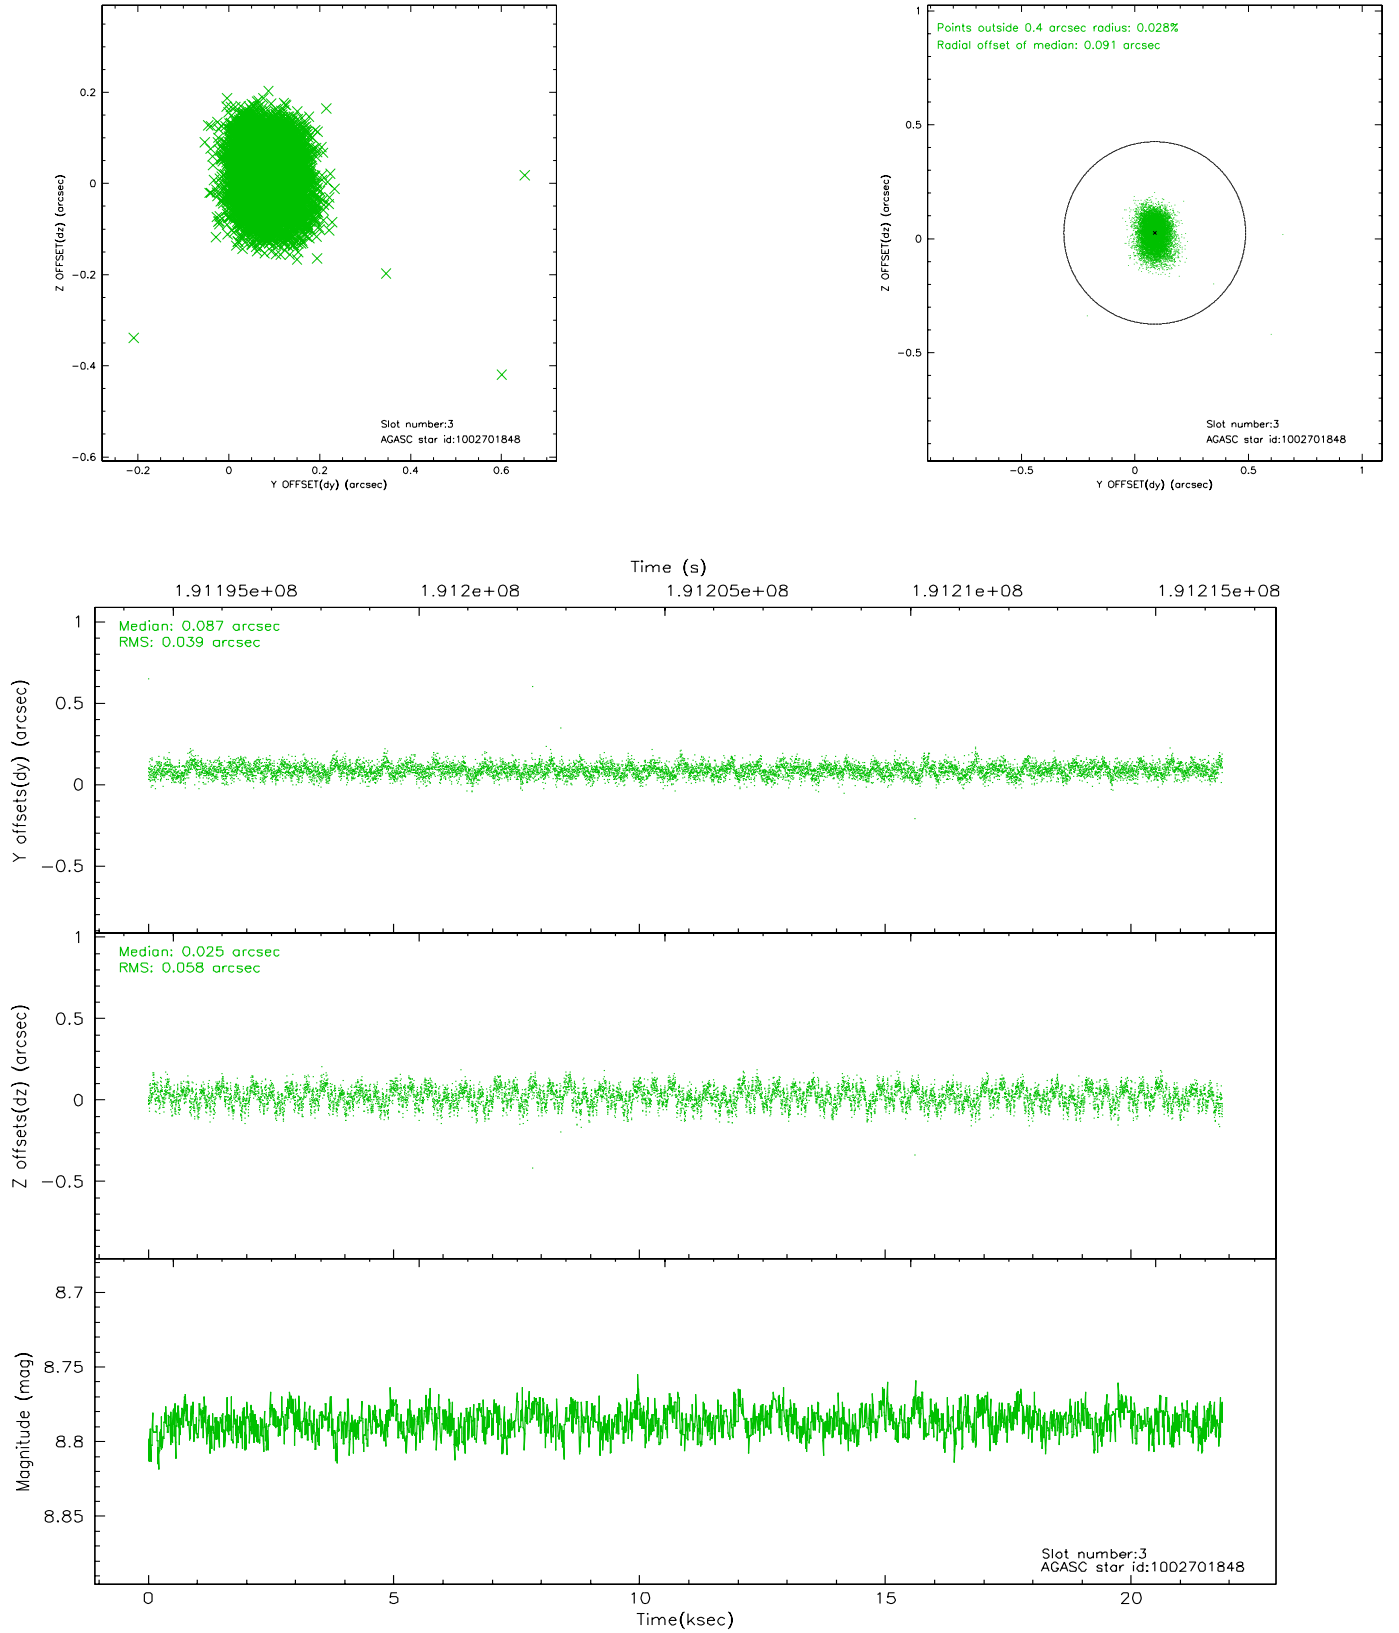 0.2
0
−0.2
−0.4
−0.6
Z OFFSET(dz) (arcsec)
Slot number:3
AGASC star id:1002701848
−0.2 0 0.2 0.4 0.6
Y OFFSET(dy) (arcsec)
Points outside 0.4 arcsec radius: 0.028%
Radial offset of median: 0.091 arcsec
1
0.5
0
−0.5
Z OFFSET(dz) (arcsec)
Slot number:3
AGASC star id:1002701848
−0.5 0 0.5 1
Y OFFSET(dy) (arcsec)
Time (s)
1.91195e+08 1.912e+08 1.91205e+08 1.9121e+08 1.91215e+08
Median: 0.087 arcsec
RMS: 0.039 arcsec
1
0.5
0
−0.5
Y offsets(dy) (arcsec)
Median: 0.025 arcsec
RMS: 0.058 arcsec
1
0.5
0
−0.5
Z offsets(dz) (arcsec)
8.7
8.75
8.8
8.85
Magnitude (mag)
Slot number:3
AGASC star id:1002701848
0 5 10 15 20
Time(ksec)